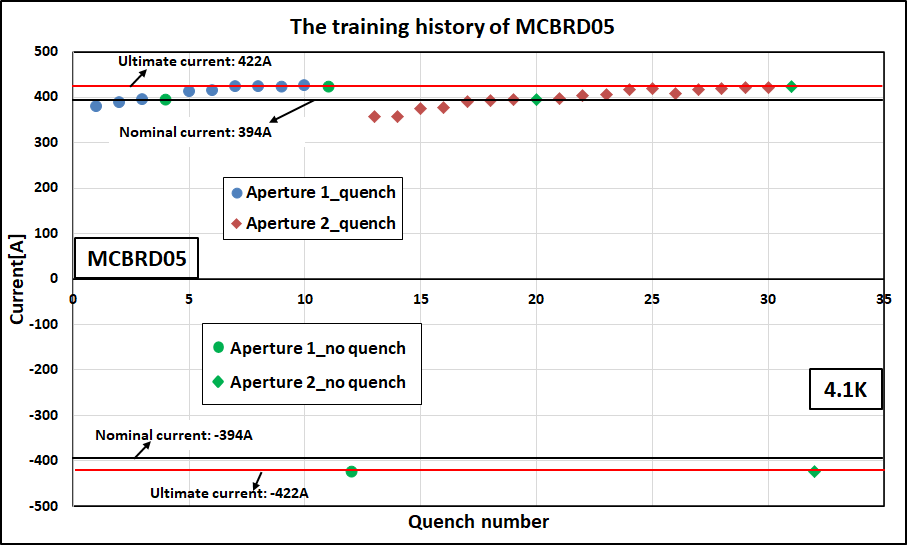 The training history of MCBRD05
500
Ultimate current: 422A
400
Nominal current: 394A
300
200
Aperture 1_quench
Aperture 2_quench
100
MCBRD05
0
0 5 10 15 20 25 30 35
Current[A]
-100
Aperture 1_no quench
Aperture 2_no quench
-200
4.1K
-300
Nominal current: -394A
-400
Ultimate current: -422A
-500
Quench number